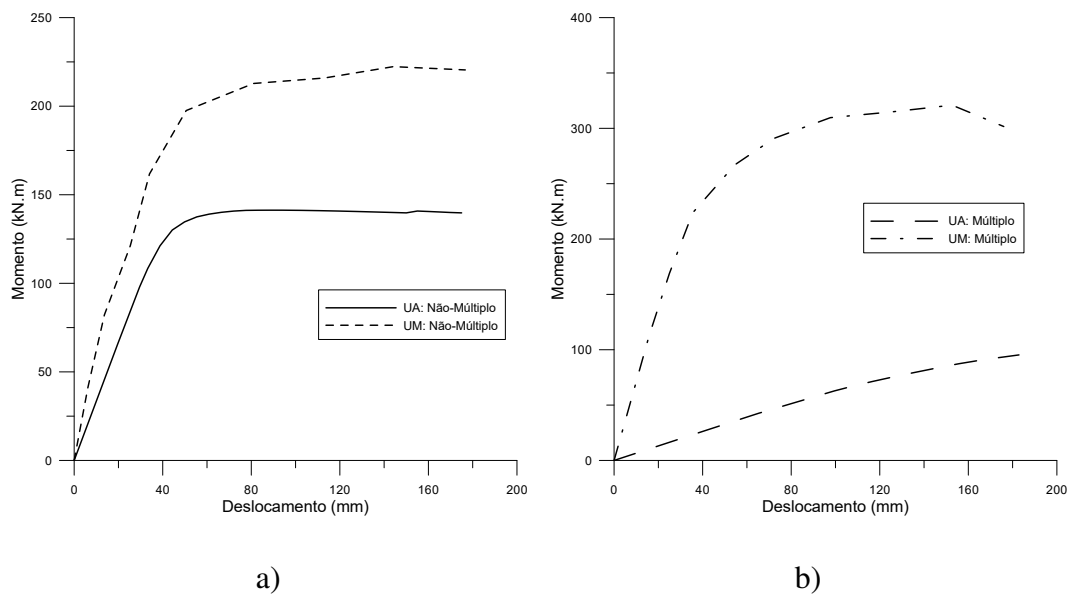 250
200
150
100
50
0
Momento (kN.m)
UA: Não-Múltiplo
UM: Não-Múltiplo
0 40 80 120 160 200
Deslocamento (mm)
a)
400
300
200
100
0
Momento (kN.m)
UA: Múltiplo
UM: Múltiplo
0 40 80 120 160 200
Deslocamento (mm)
b)